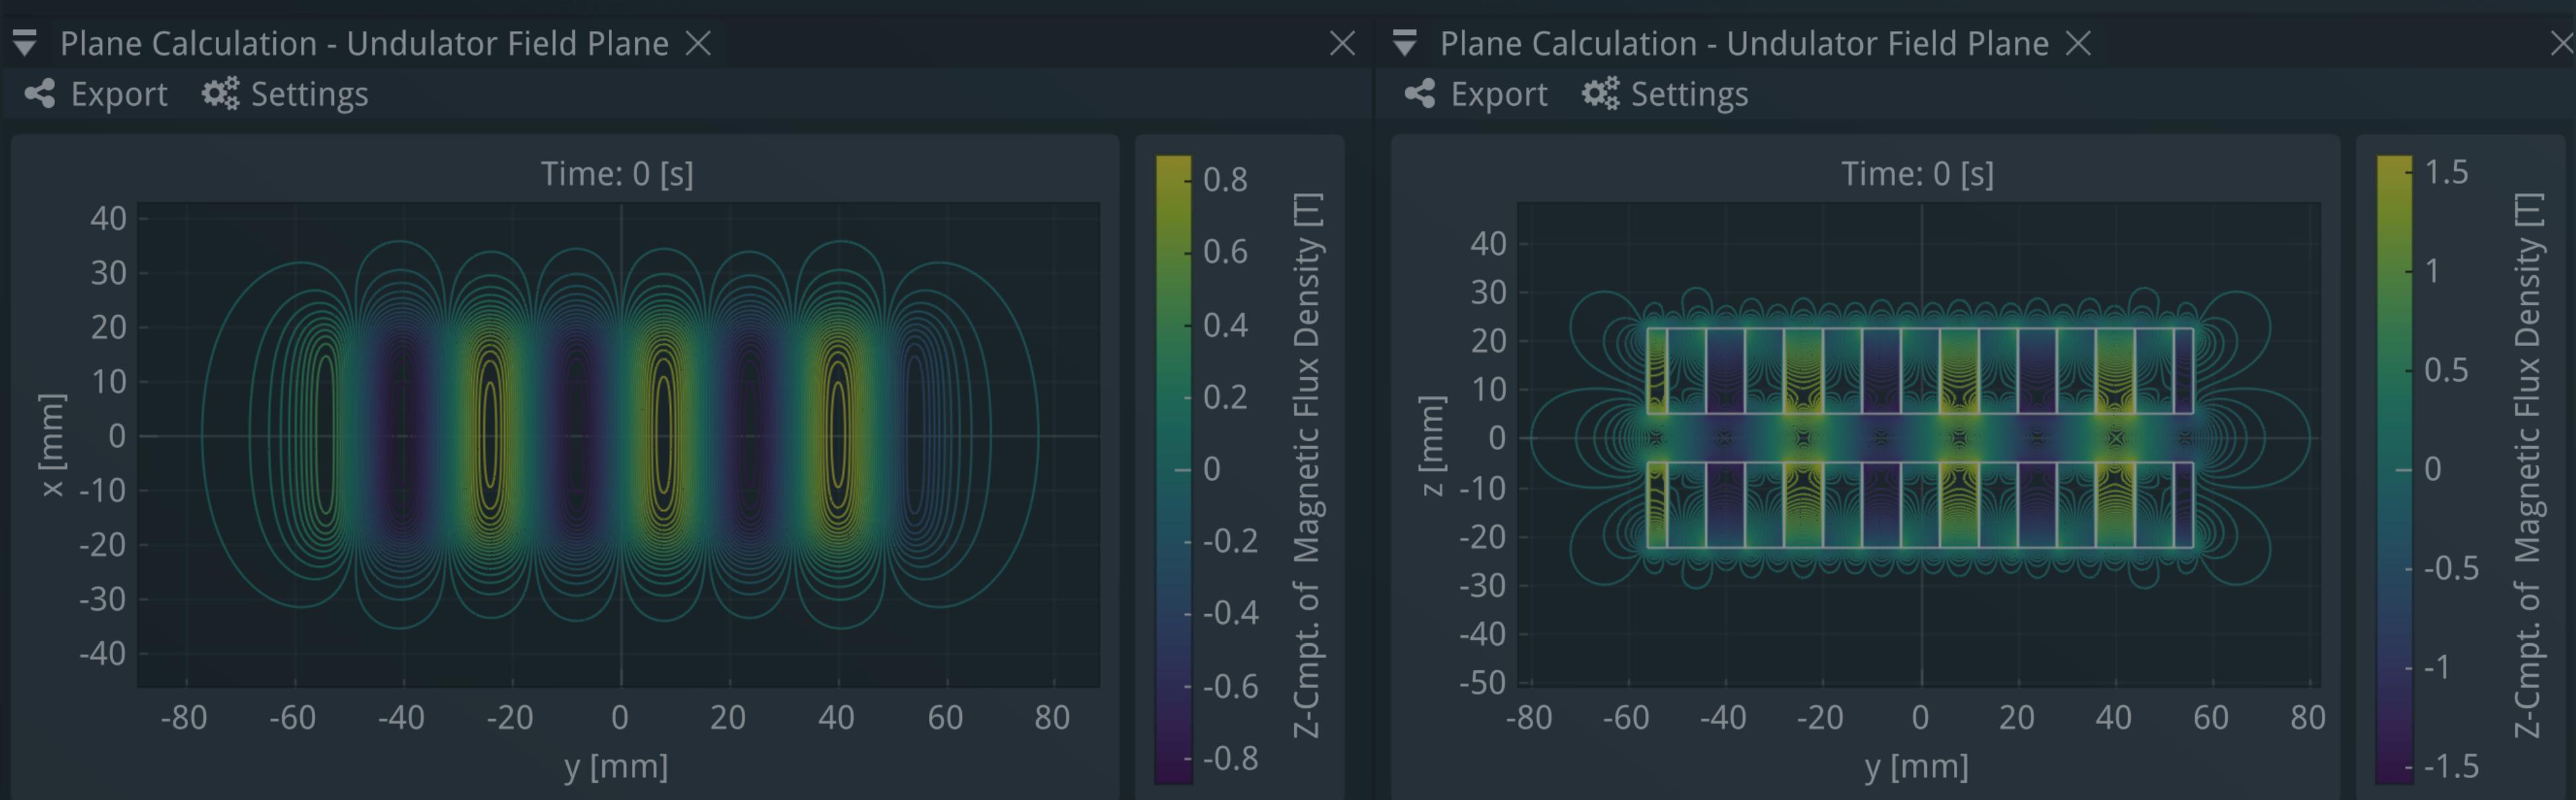 Plane Calculation - Undulator Field Plane
Export Settings
Time: 0 [s]
40
30
20
10
0
-10
-20
-30
-40
x [mm]
-80 -60 -40 -20 0 20 40 60 80
y [mm]
0.8
0.6
0.4
0.2
0
-0.2
-0.4
-0.6
-0.8
Z-Cmpt. of Magnetic Flux Density [T]
Plane Calculation - Undulator Field Plane
Export Settings
Time: 0 [s]
40
30
20
10
0
-10
-20
-30
-40
-50
z [mm]
-80 -60 -40 -20 0 20 40 60 80
y [mm]
1.5
1
0.5
0
-0.5
-1
-1.5
Z-Cmpt. of Magnetic Flux Density [T]